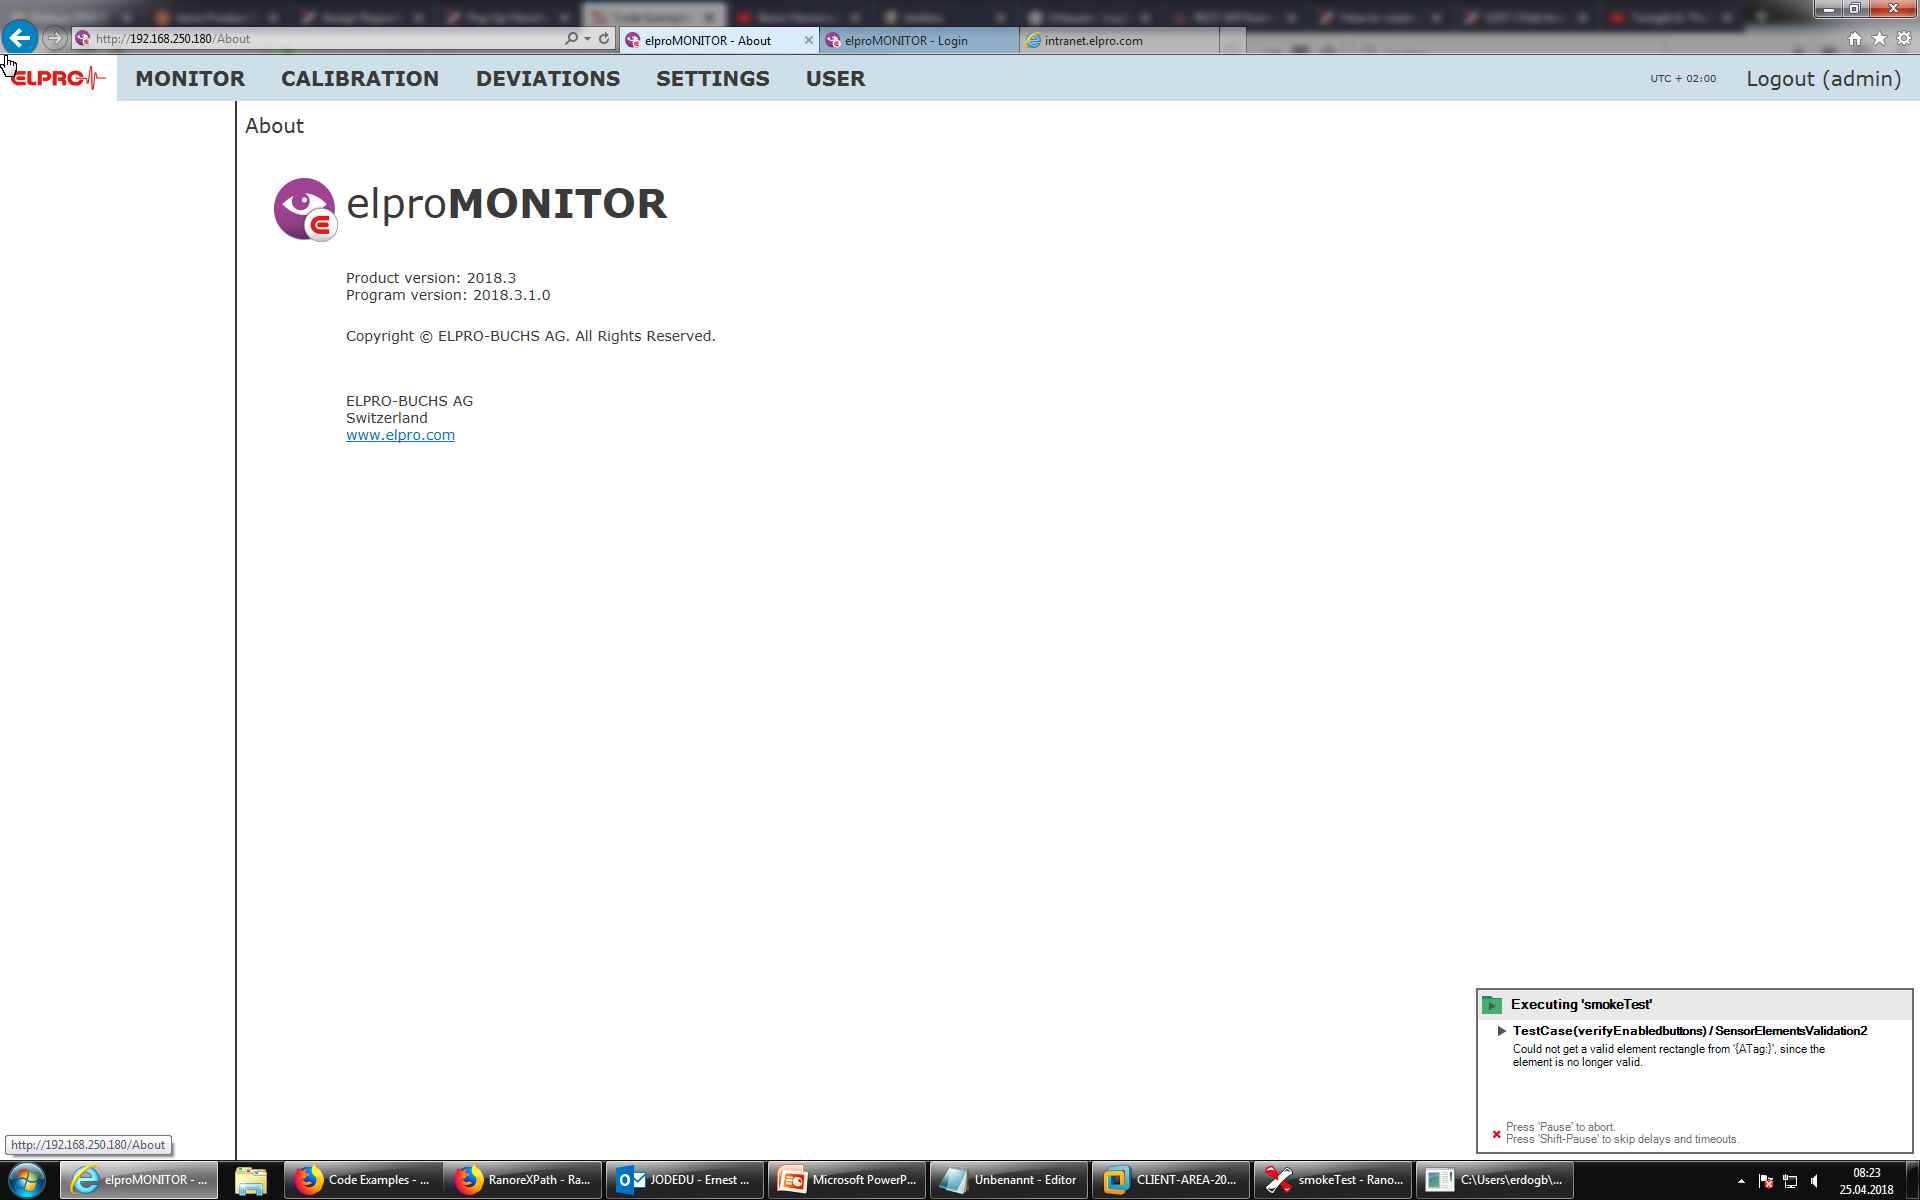 http://192.168.250.180/About
elproMONITOR - About
elproMONITOR - Login
intranet.elpro.com
ELPRO
MONITOR
CALIBRATION
DEVIATIONS
SETTINGS
USER
UTC + 02:00
Logout (admin)
About
elproMONITOR
Product version: 2018.3
Program version: 2018.3.1.0
Copyright © ELPRO-BUCHS AG. All Rights Reserved.
ELPRO-BUCHS AG
Switzerland
www.elpro.com
Executing 'smokeTest'
TestCase(verifyEnabledbuttons) / SensorElementsValidation2
Could not get a valid element rectangle from '{ATag:}', since the
element is no longer valid.
Press 'Pause' to abort.
Press 'Shift-Pause' to skip delays and timeouts.
http://192.168.250.180/About
elproMONITOR - ...
Code Examples - ...
RanoreXPath - Ra...
JODEDU - Ernest ...
Microsoft PowerP...
Unbenannt - Editor
CLIENT-AREA-20...
smokeTest - Rano...
C:\Users\erdogb\...
08:23
25.04.2018